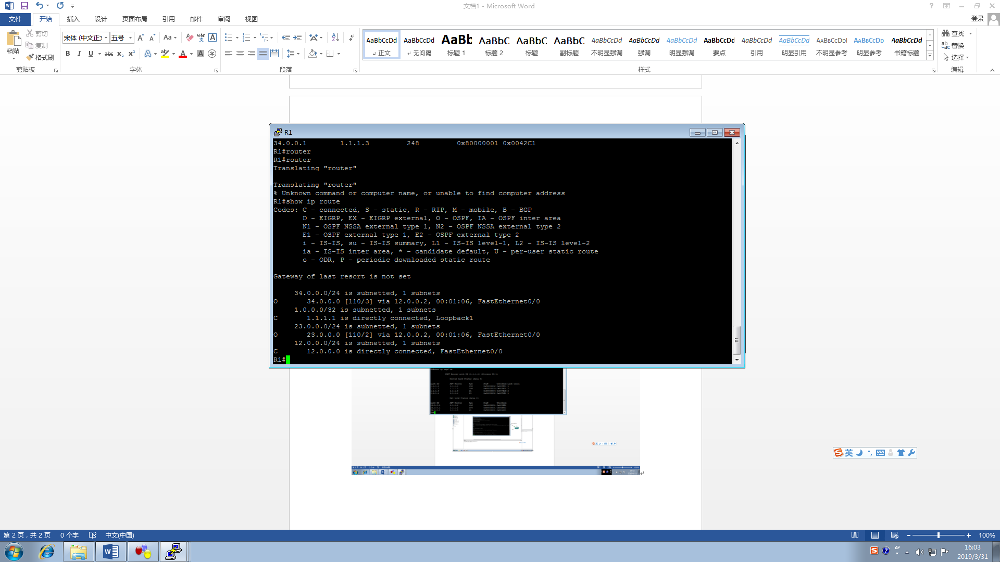 文档1 - Microsoft Word
文件 开始 插入 设计 页面布局 引用 邮件 审阅 视图 登录
粘贴 剪切 复制 格式刷 剪贴板
宋体 (中文正文 五号 字体
段落
AaBbCcDd AaBbCcDd AaBb AaBbC AaBbC AaBbC AaBbCcDd AaBbCcDd AaBbCcDd AaBbCcDd AaBbCcDd AaBbCcDd AaBbCcDd AaBbCcDd AaBbCcDd
正文 无间隔 标题 1 标题 2 标题 副标题 不明显强调 强调 明显强调 要点 引用 明显引用 不明显参考 明显参考 书籍标题
样式
查找 替换 选择 编辑
R1
34.0.0.1 1.1.1.3 248 0x80000001 0x0042C1
R1#router
R1#router
Translating "router"
Translating "router"
% Unknown command or computer name, or unable to find computer address
R1#show ip route
Codes: C - connected, S - static, R - RIP, M - mobile, B - BGP
D - EIGRP, EX - EIGRP external, O - OSPF, IA - OSPF inter area
N1 - OSPF NSSA external type 1, N2 - OSPF NSSA external type 2
E1 - OSPF external type 1, E2 - OSPF external type 2
i - IS-IS, su - IS-IS summary, L1 - IS-IS level-1, L2 - IS-IS level-2
ia - IS-IS inter area, * - candidate default, U - per-user static route
o - ODR, P - periodic downloaded static route
Gateway of last resort is not set
34.0.0.0/24 is subnetted, 1 subnets
O 34.0.0.0 [110/3] via 12.0.0.2, 00:01:06, FastEthernet0/0
1.0.0.0/32 is subnetted, 1 subnets
C 1.1.1.1 is directly connected, Loopback1
23.0.0.0/24 is subnetted, 1 subnets
O 23.0.0.0 [110/2] via 12.0.0.2, 00:01:06, FastEthernet0/0
12.0.0.0/24 is subnetted, 1 subnets
C 12.0.0.0 is directly connected, FastEthernet0/0
R1#
英
第 2 页，共 2 页 0 个字 中文(中国) 100%
16:03
2019/3/31